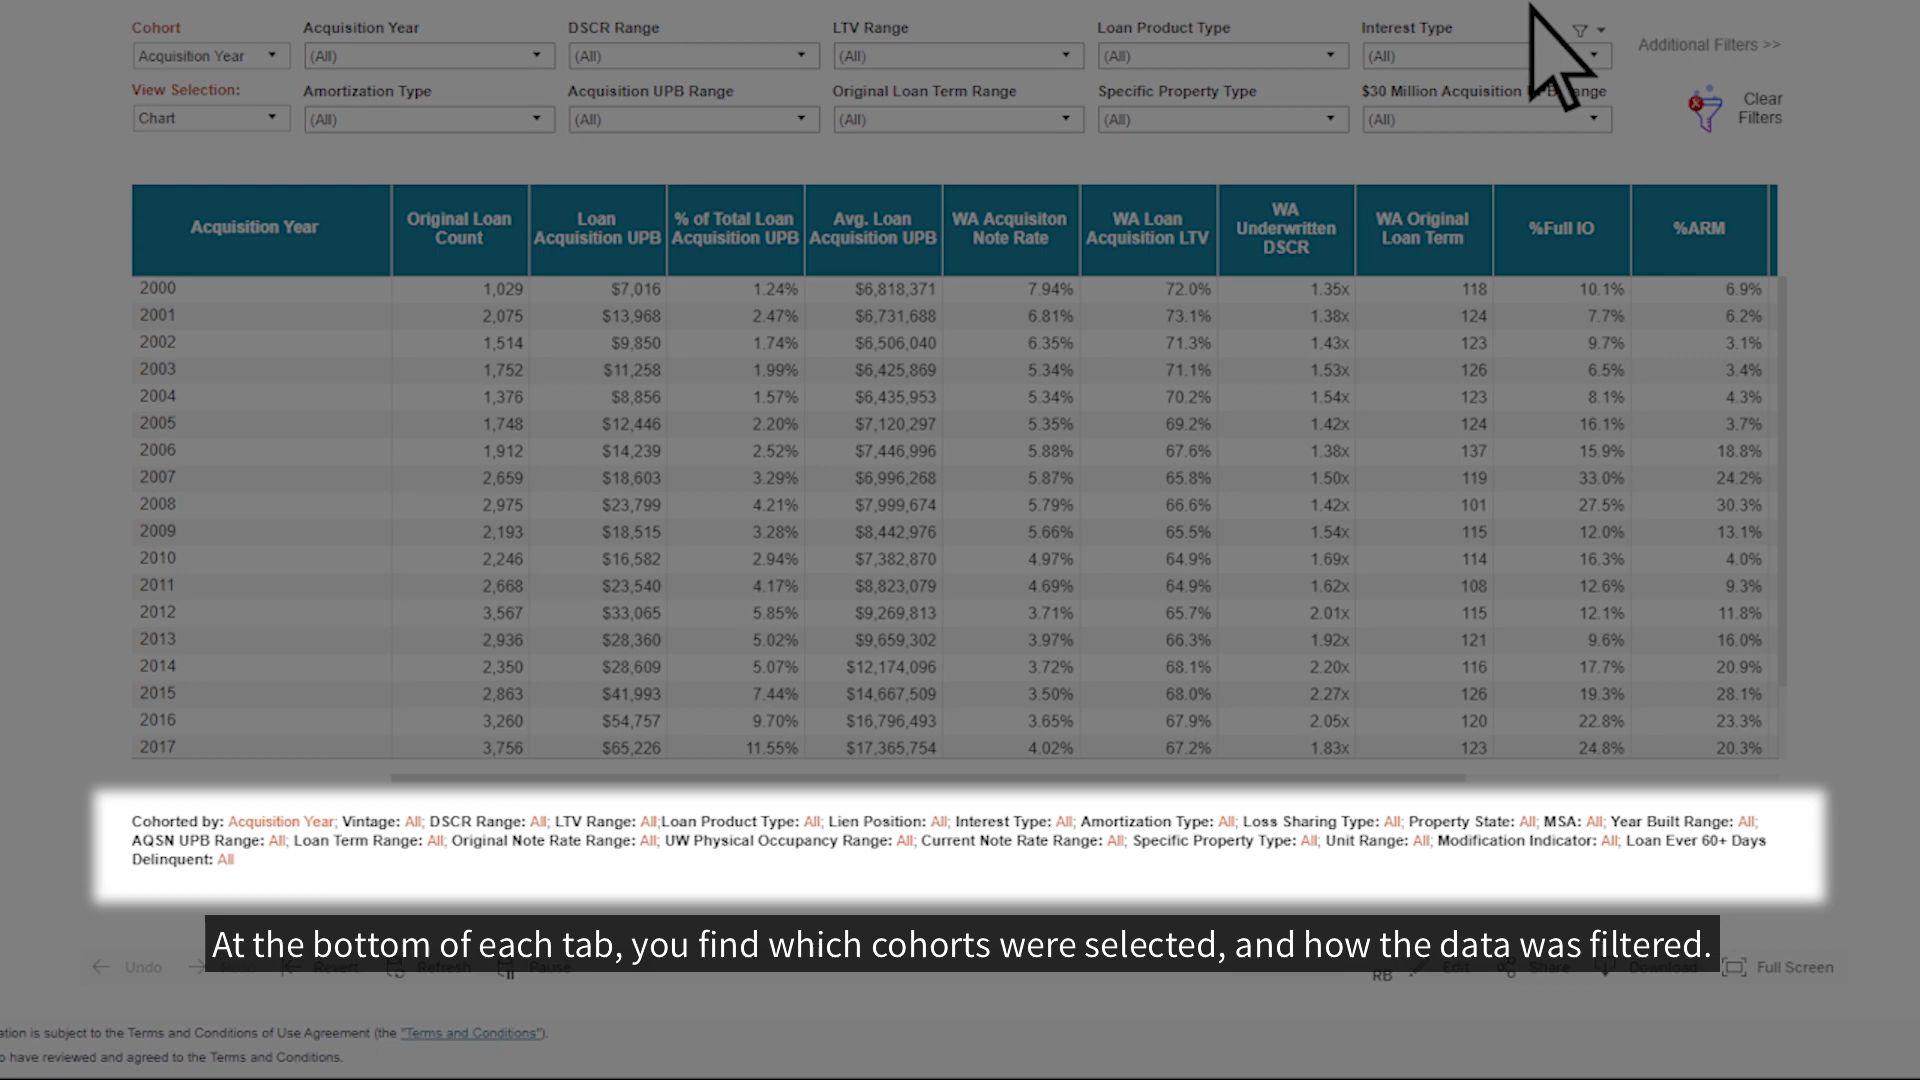 Cohort Acquisition Year DSCR Range LTV Range Loan Product Type Interest Type
Acquisition Year (All) (All) (All) (All) (All) Additional Filters >>
View Selection: Amortization Type Acquisition UPB Range Original Loan Term Range Specific Property Type $30 Million Acquisition UPB Range
Chart (All) (All) (All) (All) (All) Clear Filters
Acquisition Year Original Loan Count Loan Acquisition UPB % of Total Loan Acquisition UPB Avg. Loan Acquisition UPB WA Acquisiton Note Rate WA Loan Acquisition LTV WA Underwritten DSCR WA Original Loan Term %Full IO %ARM
2000 1,029 $7,016 1.24% $6,818,371 7.94% 72.0% 1.35x 118 10.1% 6.9%
2001 2,075 $13,968 2.47% $6,731,688 6.81% 73.1% 1.38x 124 7.7% 6.2%
2002 1,514 $9,850 1.74% $6,506,040 6.35% 71.3% 1.43x 123 9.7% 3.1%
2003 1,752 $11,258 1.99% $6,425,869 5.34% 71.1% 1.53x 126 6.5% 3.4%
2004 1,376 $8,856 1.57% $6,435,953 5.34% 70.2% 1.54x 123 8.1% 4.3%
2005 1,748 $12,446 2.20% $7,120,297 5.35% 69.2% 1.42x 124 16.1% 3.7%
2006 1,912 $14,239 2.52% $7,446,996 5.88% 67.6% 1.38x 137 15.9% 18.8%
2007 2,659 $18,603 3.29% $6,996,268 5.87% 65.8% 1.50x 119 33.0% 24.2%
2008 2,975 $23,799 4.21% $7,999,674 5.79% 66.6% 1.42x 101 27.5% 30.3%
2009 2,193 $18,515 3.28% $8,442,976 5.66% 65.5% 1.54x 115 12.0% 13.1%
2010 2,246 $16,582 2.94% $7,382,870 4.97% 64.9% 1.69x 114 16.3% 4.0%
2011 2,668 $23,540 4.17% $8,823,079 4.69% 64.9% 1.62x 108 12.6% 9.3%
2012 3,567 $33,065 5.85% $9,269,813 3.71% 65.7% 2.01x 115 12.1% 11.8%
2013 2,936 $28,360 5.02% $9,659,302 3.97% 66.3% 1.92x 121 9.6% 16.0%
2014 2,350 $28,609 5.07% $12,174,096 3.72% 68.1% 2.20x 116 17.7% 20.9%
2015 2,863 $41,993 7.44% $14,667,509 3.50% 68.0% 2.27x 126 19.3% 28.1%
2016 3,260 $54,757 9.70% $16,796,493 3.65% 67.9% 2.05x 120 22.8% 23.3%
2017 3,756 $65,226 11.55% $17,365,754 4.02% 67.2% 1.83x 123 24.8% 20.3%
Cohorted by: Acquisition Year; Vintage: All; DSCR Range: All; LTV Range: All;Loan Product Type: All; Lien Position: All; Interest Type: All; Amortization Type: All; Loss Sharing Type: All; Property State: All; MSA: All; Year Built Range: All;
AQSN UPB Range: All; Loan Term Range: All; Original Note Rate Range: All; UW Physical Occupancy Range: All; Current Note Rate Range: All; Specific Property Type: All; Unit Range: All; Modification Indicator: All; Loan Ever 60+ Days
Delinquent: All
At the bottom of each tab, you find which cohorts were selected, and how the data was filtered.
Undo Revert Refresh Pause RB Edit Share Download Full Screen
ation is subject to the Terms and Conditions of Use Agreement (the "Terms and Conditions").
o have reviewed and agreed to the Terms and Conditions.